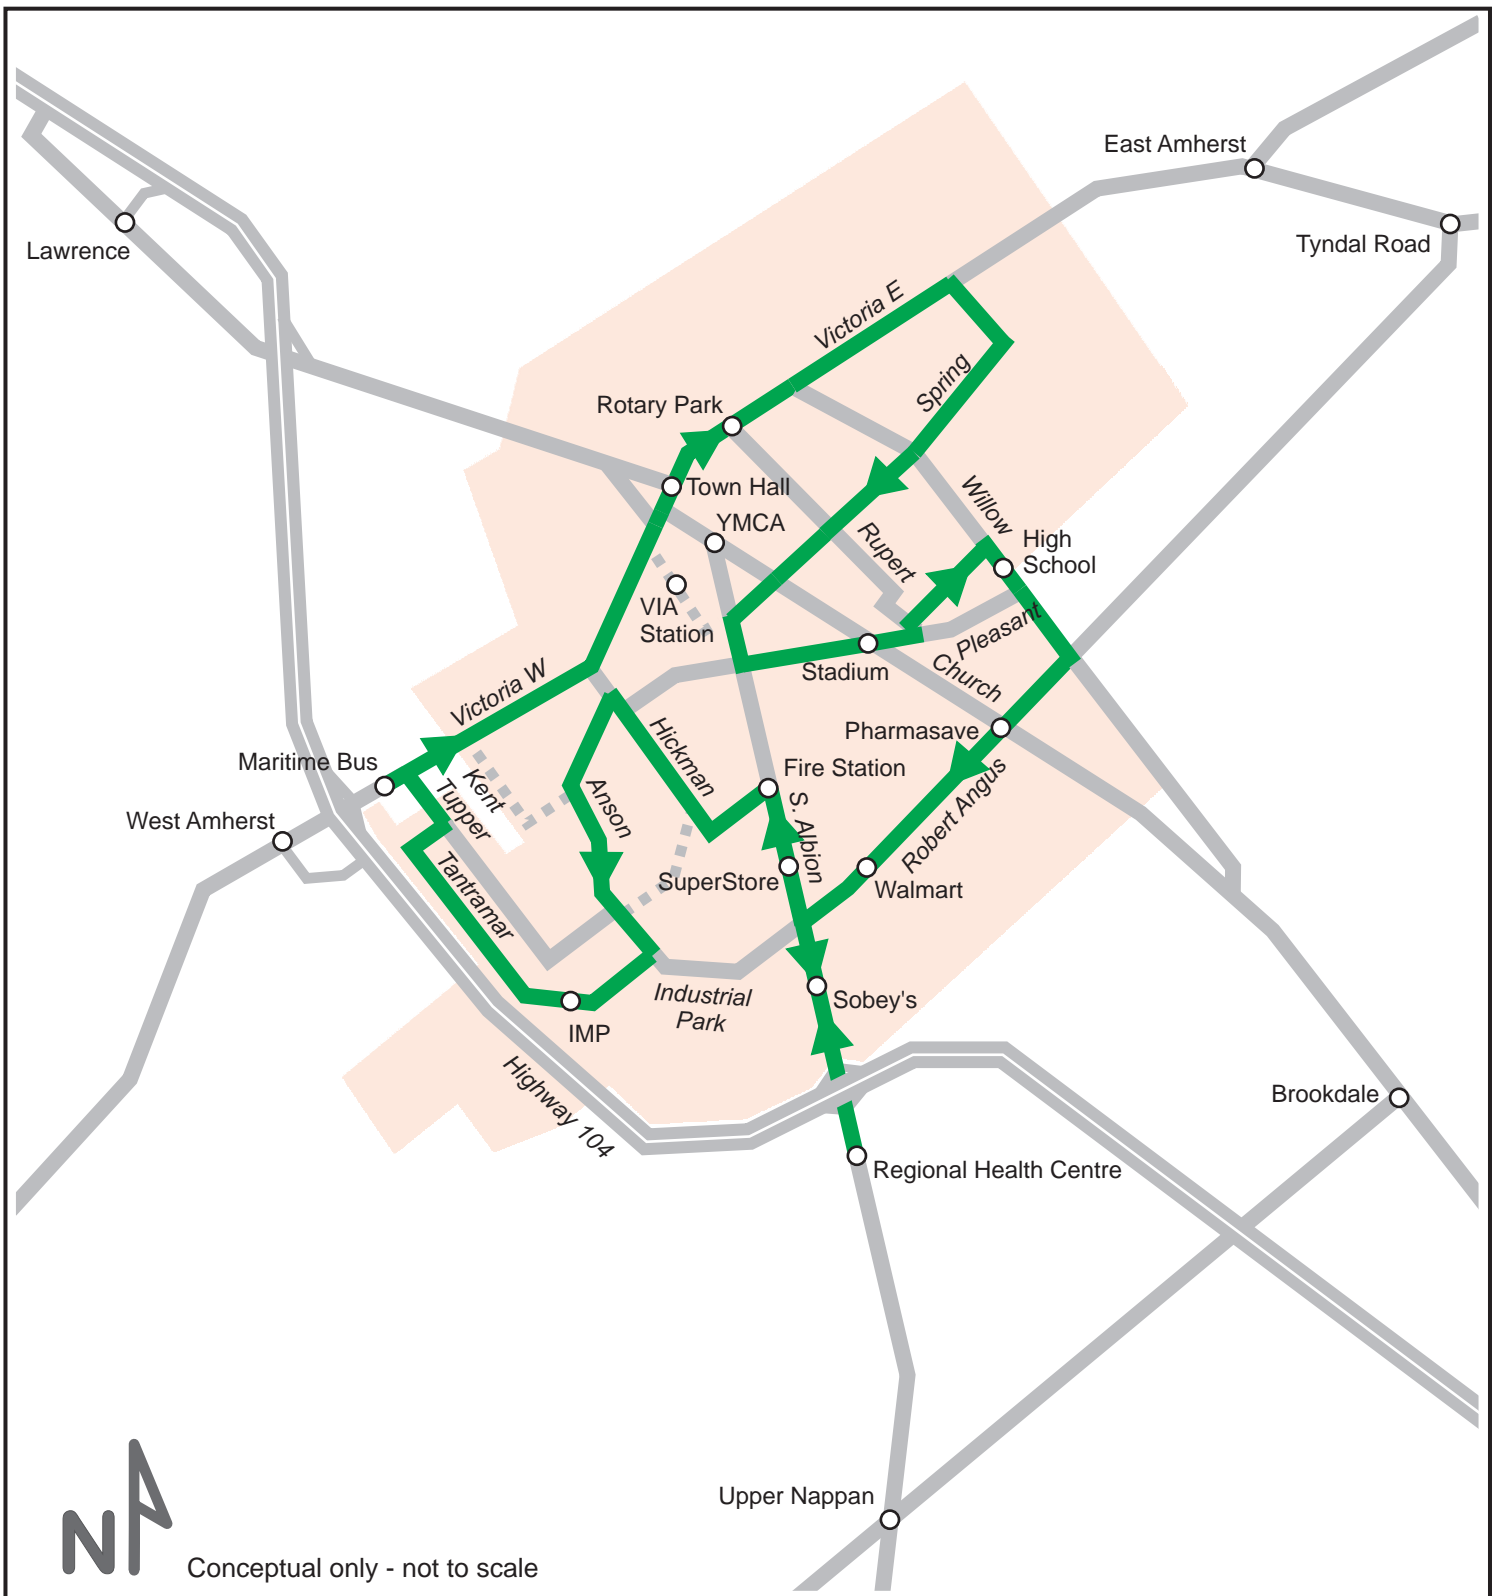 East Amherst
Tyndal Road
Lawrence
Victoria E
Spring
Rotary Park
Town Hall
YMCA
Willow
High
School
Rupert
VIA
Station
Pleasant
Stadium
Church
Victoria W
Hickman
Pharmasave
Maritime Bus
Fire Station
Kent
Tupper
Anson
S. Albion
Robert Angus
West Amherst
SuperStore
Walmart
Tantramar
Industrial
Park
Sobey's
IMP
Highway 104
Brookdale
Regional Health Centre
Upper Nappan
N
Conceptual only - not to scale